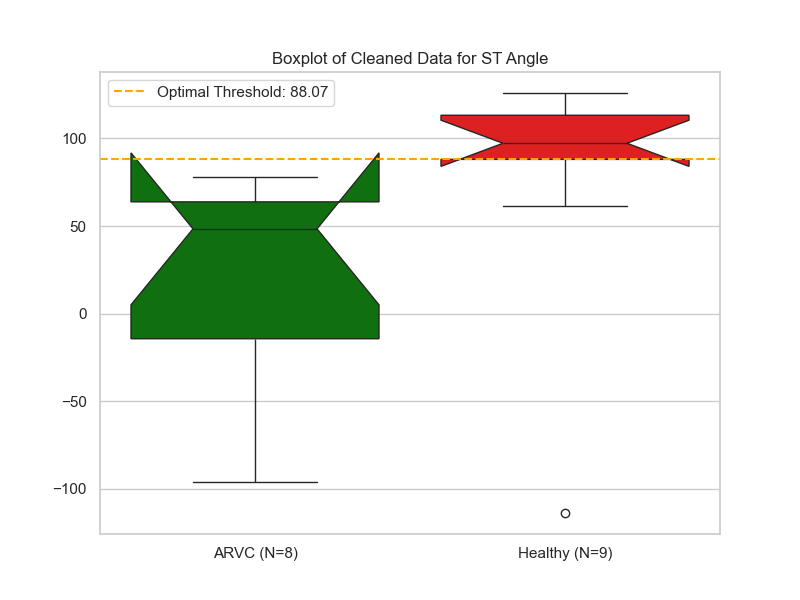 Boxplot of Cleaned Data for ST Angle
Optimal Threshold: 88.07
100
50
0
−50
−100
ARVC (N=8)
Healthy (N=9)